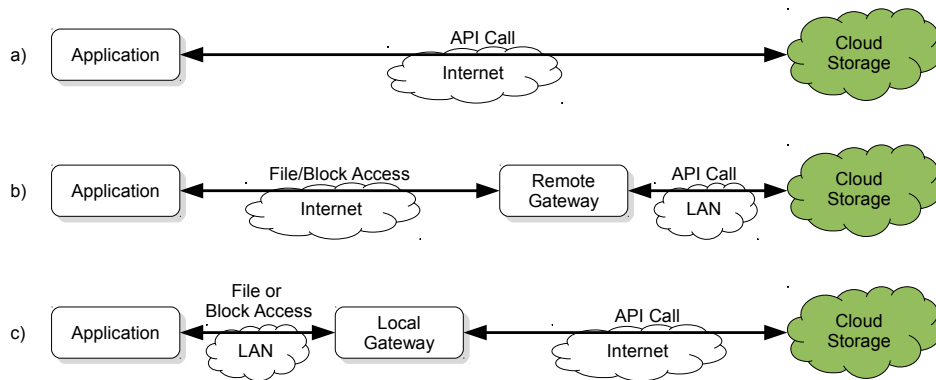 a)
Application
API Call
Internet
Cloud
Storage
b)
Application
File/Block Access
Internet
Remote
Gateway
API Call
LAN
Cloud
Storage
c)
Application
File or
Block Access
LAN
Local
Gateway
API Call
Internet
Cloud
Storage